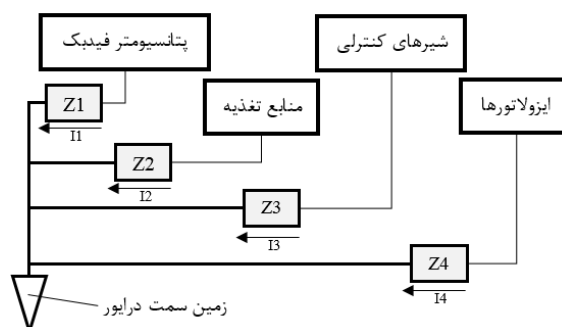 پتانسیومتر فیدبک
شیرهای کنترلی
منابع تغذیه
ایزولاتورها
Z1
I1
Z2
I2
Z3
I3
Z4
I4
زمین سمت درایور